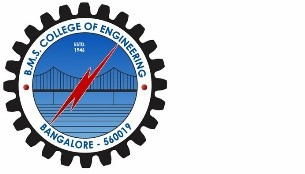 B.M.S. COLLEGE OF ENGINEERING
ESTD.
1946
BANGALORE - 560019